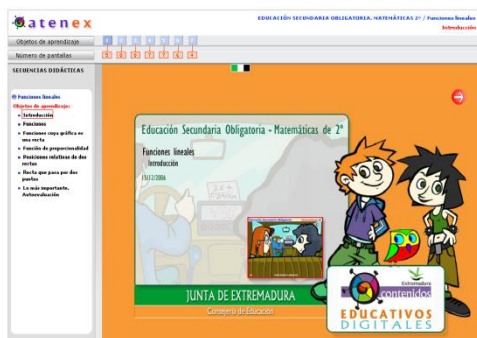 atenex
EDUCACIÓN SECUNDARIA OBLIGATORIA. MATEMÁTICAS 2º / Funciones lineales
Introducción
Objetos de aprendizaje
Número de pantallas
SECUENCIAS DIDÁCTICAS
Funciones lineales
Objetos de aprendizaje:
Introducción
Funciones
Funciones cuya gráfica es
una recta
Función de proporcionalidad
Posiciones relativas de dos
rectas
Recta que pasa por dos
puntos
Lo más importante.
Autoevaluación
Educación Secundaria Obligatoria - Matemáticas de 2º
Funciones lineales
Introducción
15/12/2006
JUNTA DE EXTREMADURA
Consejería de Educación
Extremadura
contenidos
EDUCATIVOS
DIGITALES